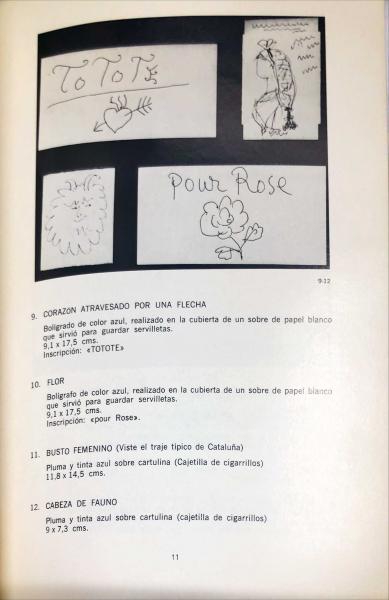 ToToTE
pour Rose
9-12
9. CORAZON ATRAVESADO POR UNA FLECHA
Bolígrado de color azul, realizado en la cubierta de un sobre de papel blanco
que sirvió para guardar servilletas.
9,1 x 17,5 cms.
Inscripción: «TOTOTE»
10. FLOR
Bolígrafo de color azul, realizado en la cubierta de un sobre de papel blanco
que sirvió para guardar servilletas.
9,1 x 17,5 cms.
Inscripción: «pour Rose».
11. BUSTO FEMENINO (Viste el traje típico de Cataluña)
Pluma y tinta azul sobre cartulina (Cajetilla de cigarrillos)
11,8 x 14,5 cms.
12. CABEZA DE FAUNO
Pluma y tinta azul sobre cartulina (cajetilla de cigarrillos)
9 x 7,3 cms.
11